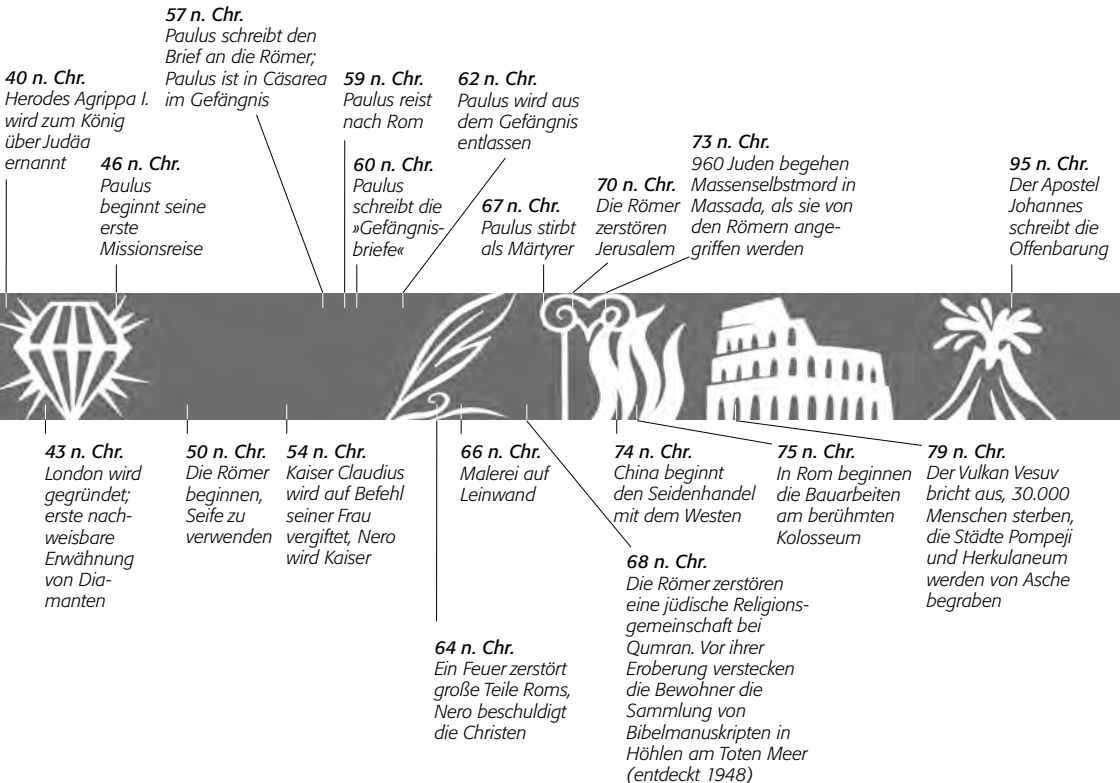 57 n. Chr.
Paulus schreibt den
Brief an die Römer;
Paulus ist in Cäsarea
im Gefängnis
40 n. Chr.
Herodes Agrippa I.
wird zum König
über Judäa
ernannt
46 n. Chr.
Paulus
beginnt seine
erste
Missionsreise
59 n. Chr.
Paulus reist
nach Rom
60 n. Chr.
Paulus
schreibt die
»Gefängnis-
briefe«
62 n. Chr.
Paulus wird aus
dem Gefängnis
entlassen
67 n. Chr.
Paulus stirbt
als Märtyrer
70 n. Chr.
Die Römer
zerstören
Jerusalem
73 n. Chr.
960 Juden begehen
Massenselbstmord in
Massada, als sie von
den Römern ange-
griffen werden
95 n. Chr.
Der Apostel
Johannes
schreibt die
Offenbarung
43 n. Chr.
London wird
gegründet;
erste nach-
weisbare
Erwähnung
von Dia-
manten
50 n. Chr.
Die Römer
beginnen,
Seife zu
verwenden
54 n. Chr.
Kaiser Claudius
wird auf Befehl
seiner Frau
vergiftet, Nero
wird Kaiser
64 n. Chr.
Ein Feuer zerstört
große Teile Roms,
Nero beschuldigt
die Christen
66 n. Chr.
Malerei auf
Leinwand
68 n. Chr.
Die Römer zerstören
eine jüdische Religions-
gemeinschaft bei
Qumran. Vor ihrer
Eroberung verstecken
die Bewohner die
Sammlung von
Bibelmanuskripten in
Höhlen am Toten Meer
(entdeckt 1948)
74 n. Chr.
China beginnt
den Seidenhandel
mit dem Westen
75 n. Chr.
In Rom beginnen
die Bauarbeiten
am berühmten
Kolosseum
79 n. Chr.
Der Vulkan Vesuv
bricht aus, 30.000
Menschen sterben,
die Städte Pompeji
und Herkulaneum
werden von Asche
begraben